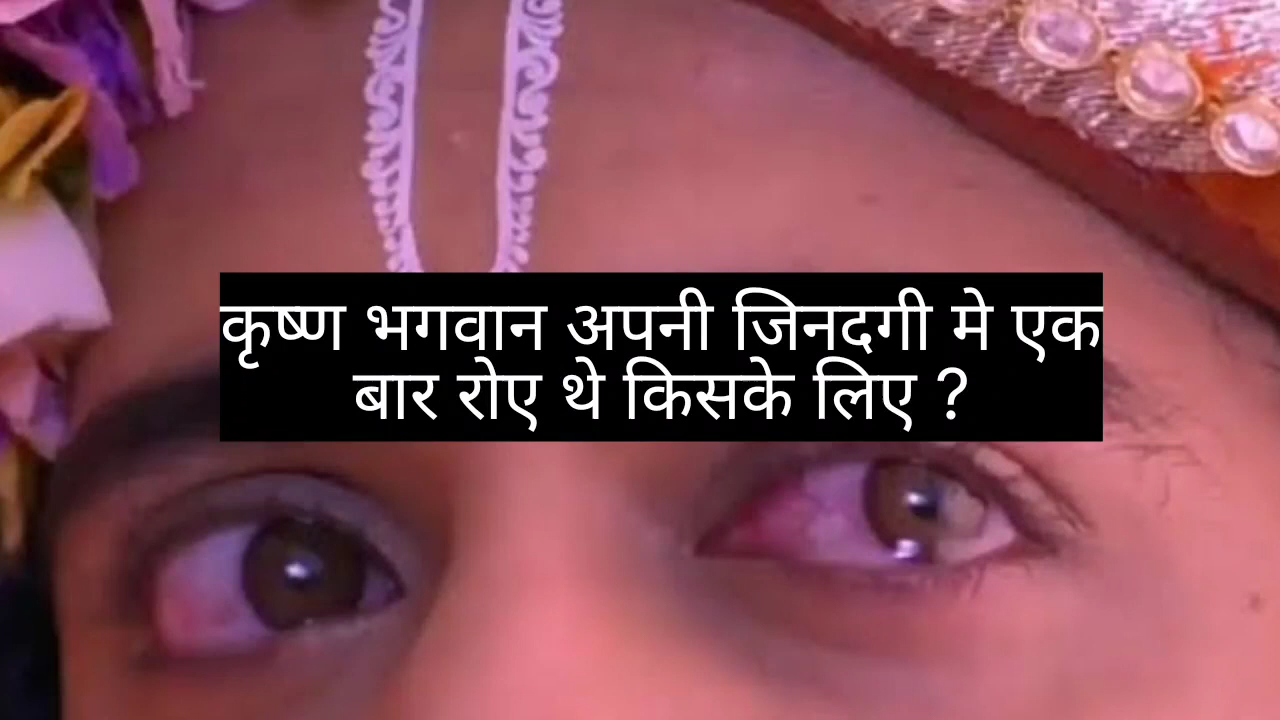 कृष्ण भगवान अपनी जिनदगी मे एक
बार रोए थे किसके लिए ?